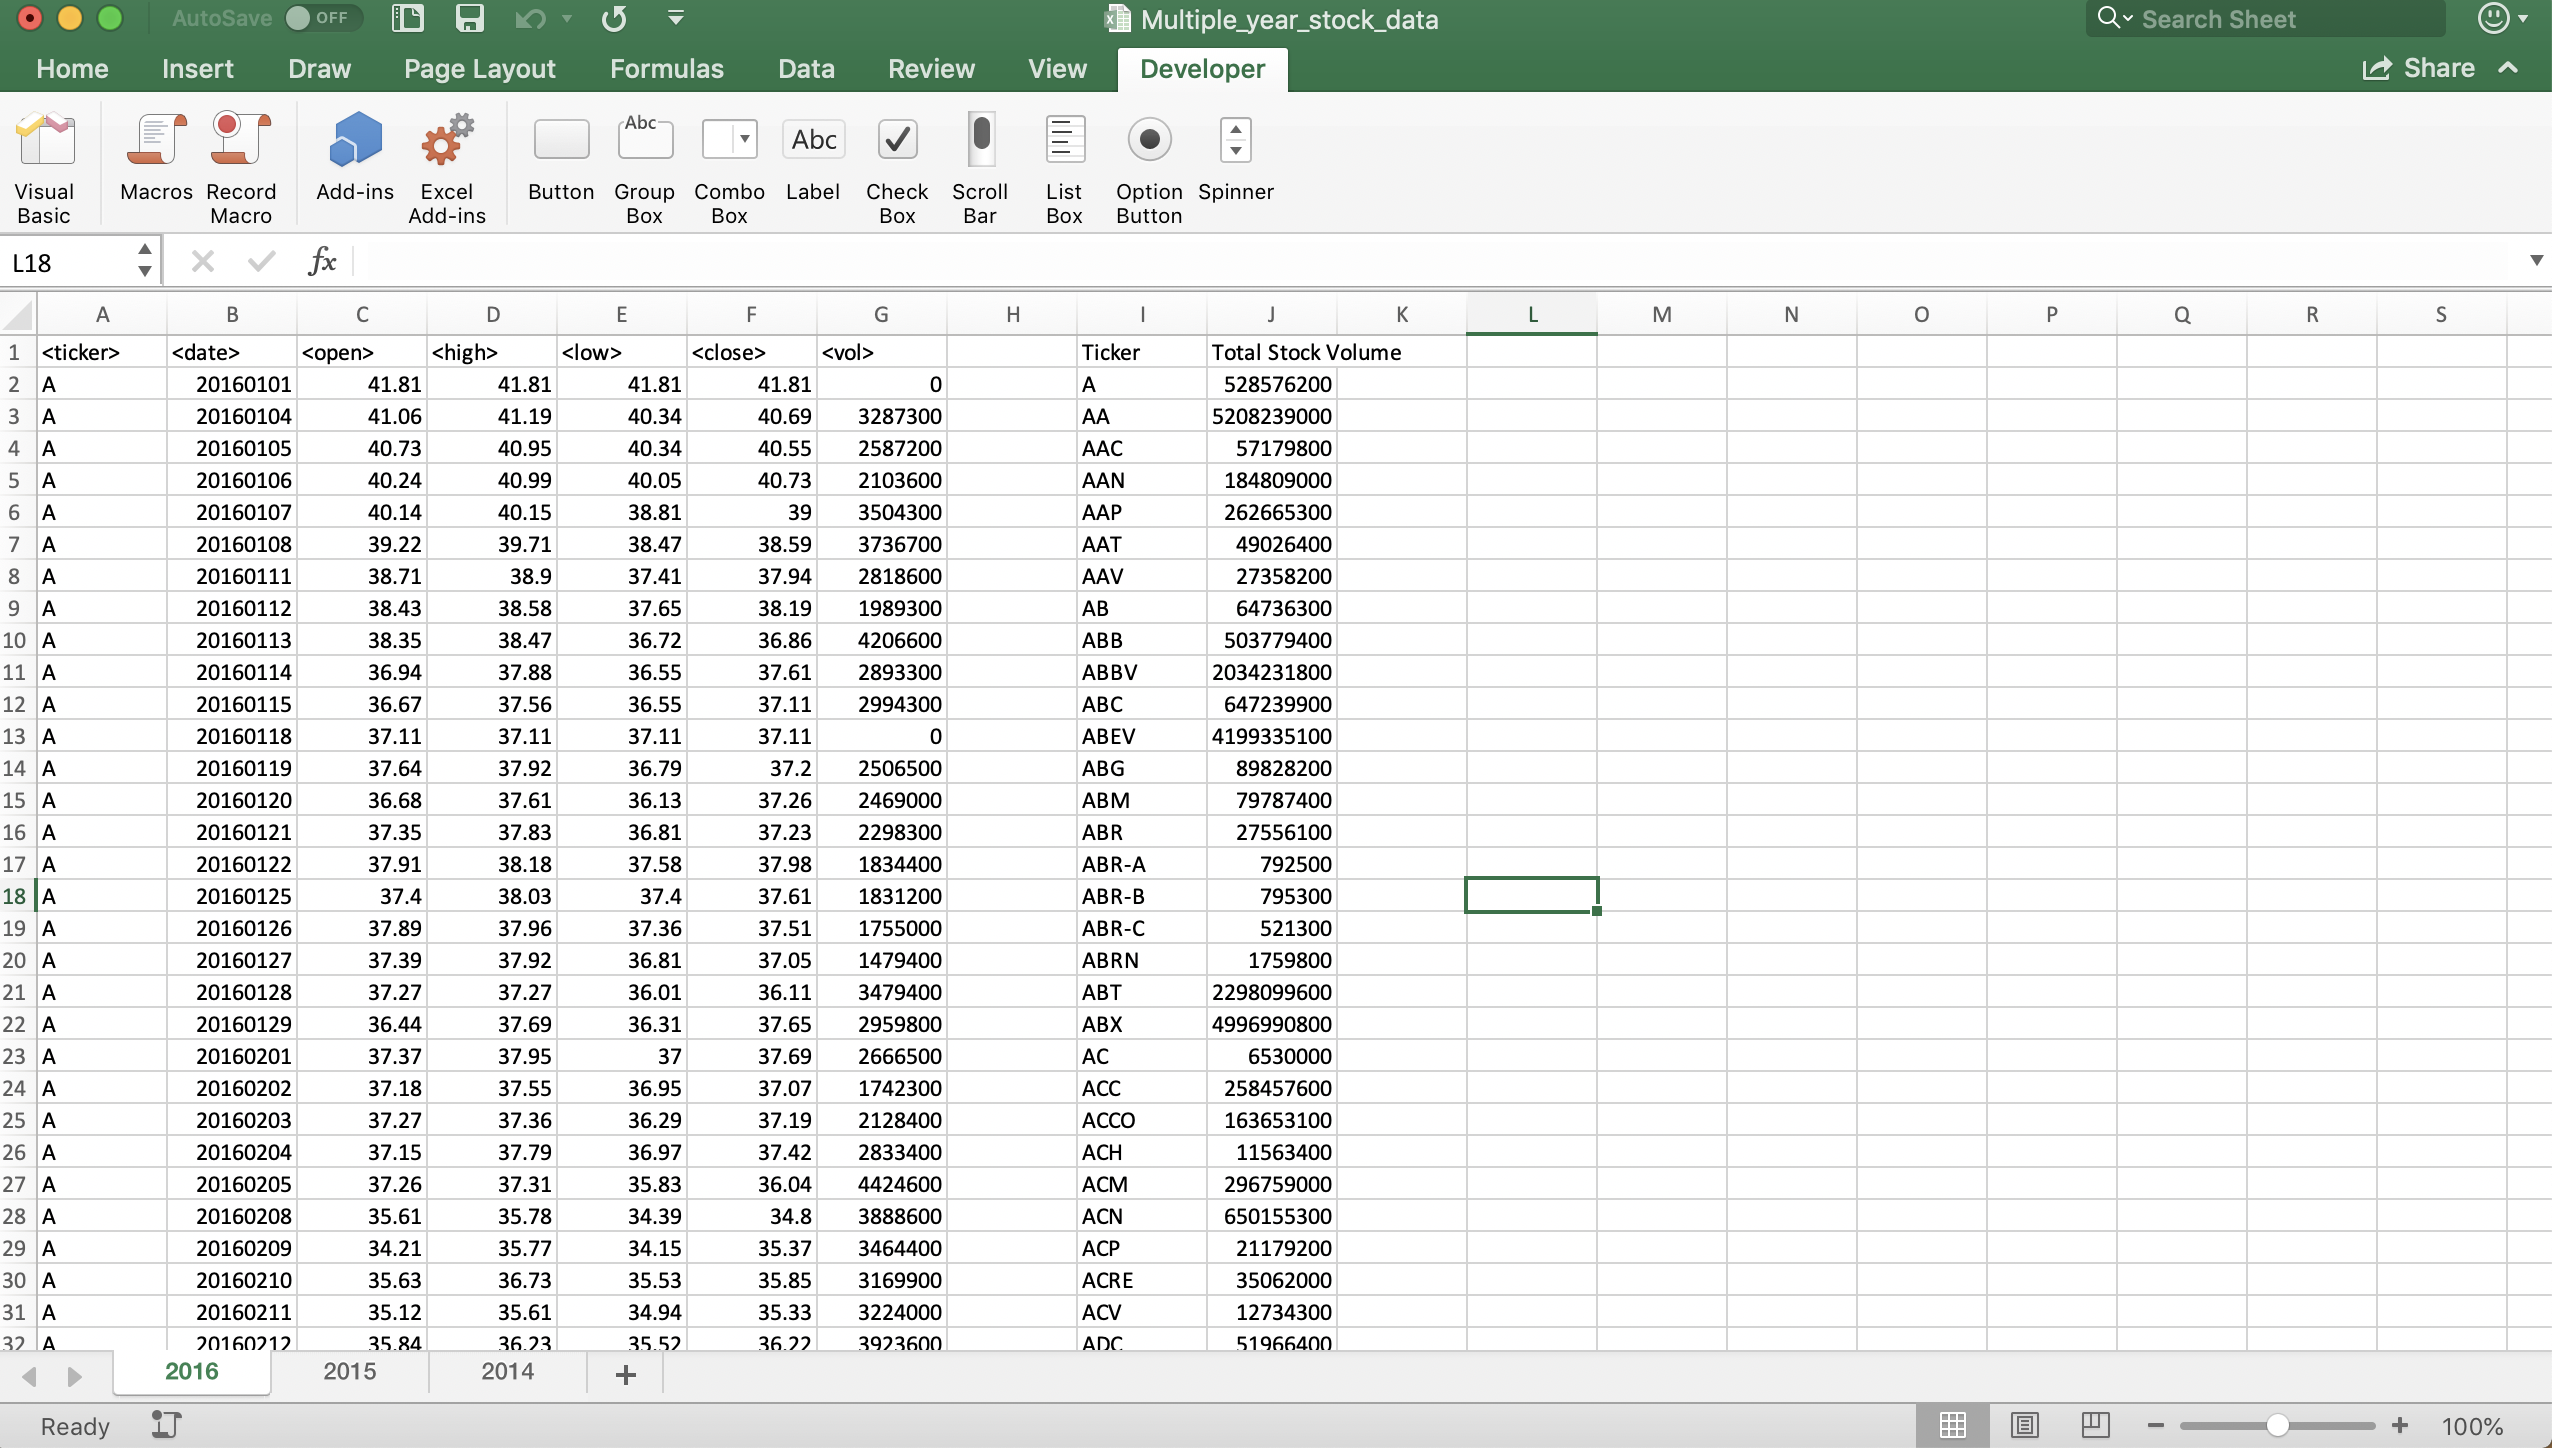 AutoSave OFF Multiple_year_stock_data Search Sheet
Home Insert Draw Page Layout Formulas Data Review View Developer Share
Abc Abc
Visual Basic Macros Record Macro Add-ins Excel Add-ins Button Group Box Combo Box Label Check Box Scroll Bar List Box Option Button Spinner
L18 fx
A B C D E F G H I J K L M N O P Q R S
1 <ticker> <date> <open> <high> <low> <close> <vol> Ticker Total Stock Volume
2 A 20160101 41.81 41.81 41.81 41.81 0 A 528576200
3 A 20160104 41.06 41.19 40.34 40.69 3287300 AA 5208239000
4 A 20160105 40.73 40.95 40.34 40.55 2587200 AAC 57179800
5 A 20160106 40.24 40.99 40.05 40.73 2103600 AAN 184809000
6 A 20160107 40.14 40.15 38.81 39 3504300 AAP 262665300
7 A 20160108 39.22 39.71 38.47 38.59 3736700 AAT 49026400
8 A 20160111 38.71 38.9 37.41 37.94 2818600 AAV 27358200
9 A 20160112 38.43 38.58 37.65 38.19 1989300 AB 64736300
10 A 20160113 38.35 38.47 36.72 36.86 4206600 ABB 503779400
11 A 20160114 36.94 37.88 36.55 37.61 2893300 ABBV 2034231800
12 A 20160115 36.67 37.56 36.55 37.11 2994300 ABC 647239900
13 A 20160118 37.11 37.11 37.11 37.11 0 ABEV 4199335100
14 A 20160119 37.64 37.92 36.79 37.2 2506500 ABG 89828200
15 A 20160120 36.68 37.61 36.13 37.26 2469000 ABM 79787400
16 A 20160121 37.35 37.83 36.81 37.23 2298300 ABR 27556100
17 A 20160122 37.91 38.18 37.58 37.98 1834400 ABR-A 792500
18 A 20160125 37.4 38.03 37.4 37.61 1831200 ABR-B 795300
19 A 20160126 37.89 37.96 37.36 37.51 1755000 ABR-C 521300
20 A 20160127 37.39 37.92 36.81 37.05 1479400 ABRN 1759800
21 A 20160128 37.27 37.27 36.01 36.11 3479400 ABT 2298099600
22 A 20160129 36.44 37.69 36.31 37.65 2959800 ABX 4996990800
23 A 20160201 37.37 37.95 37 37.69 2666500 AC 6530000
24 A 20160202 37.18 37.55 36.95 37.07 1742300 ACC 258457600
25 A 20160203 37.27 37.36 36.29 37.19 2128400 ACCO 163653100
26 A 20160204 37.15 37.79 36.97 37.42 2833400 ACH 11563400
27 A 20160205 37.26 37.31 35.83 36.04 4424600 ACM 296759000
28 A 20160208 35.61 35.78 34.39 34.8 3888600 ACN 650155300
29 A 20160209 34.21 35.77 34.15 35.37 3464400 ACP 21179200
30 A 20160210 35.63 36.73 35.53 35.85 3169900 ACRE 35062000
31 A 20160211 35.12 35.61 34.94 35.33 3224000 ACV 12734300
32 A 20160212 35.84 36.23 35.52 36.22 3923600 ADC 51966400
2016 2015 2014 +
Ready 100%